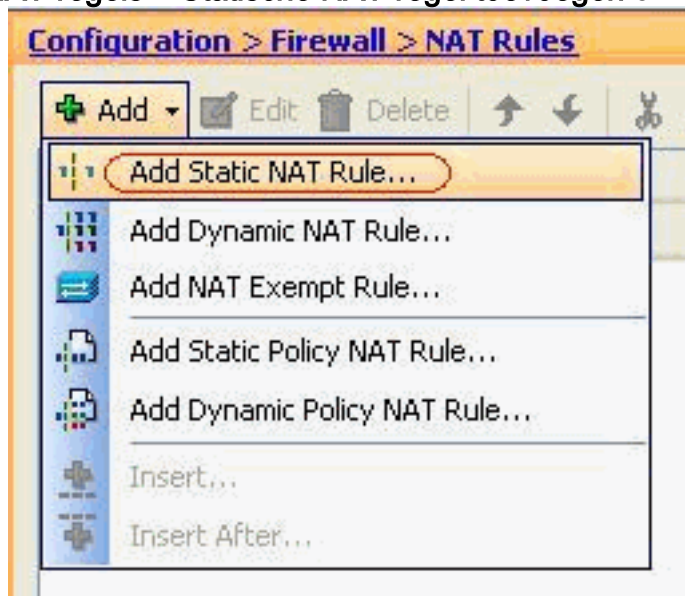 Configuration > Firewall > NAT Rules
Add Edit Delete
Add Static NAT Rule...
Add Dynamic NAT Rule...
Add NAT Exempt Rule...
Add Static Policy NAT Rule...
Add Dynamic Policy NAT Rule...
Insert...
Insert After...